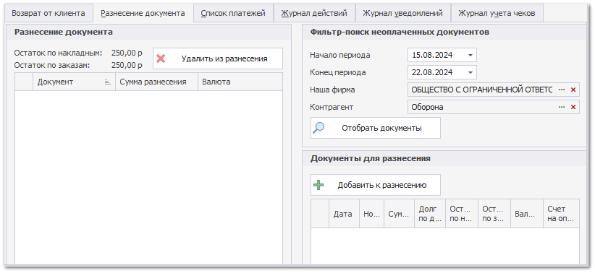 Возврат от клиента Разнесение документа Список платежей Журнал действий Журнал уведомлений Журнал учета чеков
Разнесение документа
Остаток по накладным: 250,00 р
Остаток по заказам: 250,00 р
Удалить из разнесения
Документ Сумма разнесения Валюта
Фильтр-поиск неоплаченных документов
Начало периода 15.08.2024
Конец периода 22.08.2024
Наша фирма ОБЩЕСТВО С ОГРАНИЧЕННОЙ ОТВЕТС
Контрагент Оборона
Отобрать документы
Документы для разнесения
Добавить к разнесению
Дата Но... Сум... Долг по д... Ост... по н... Ост... по з... Вал... Счет на оп...